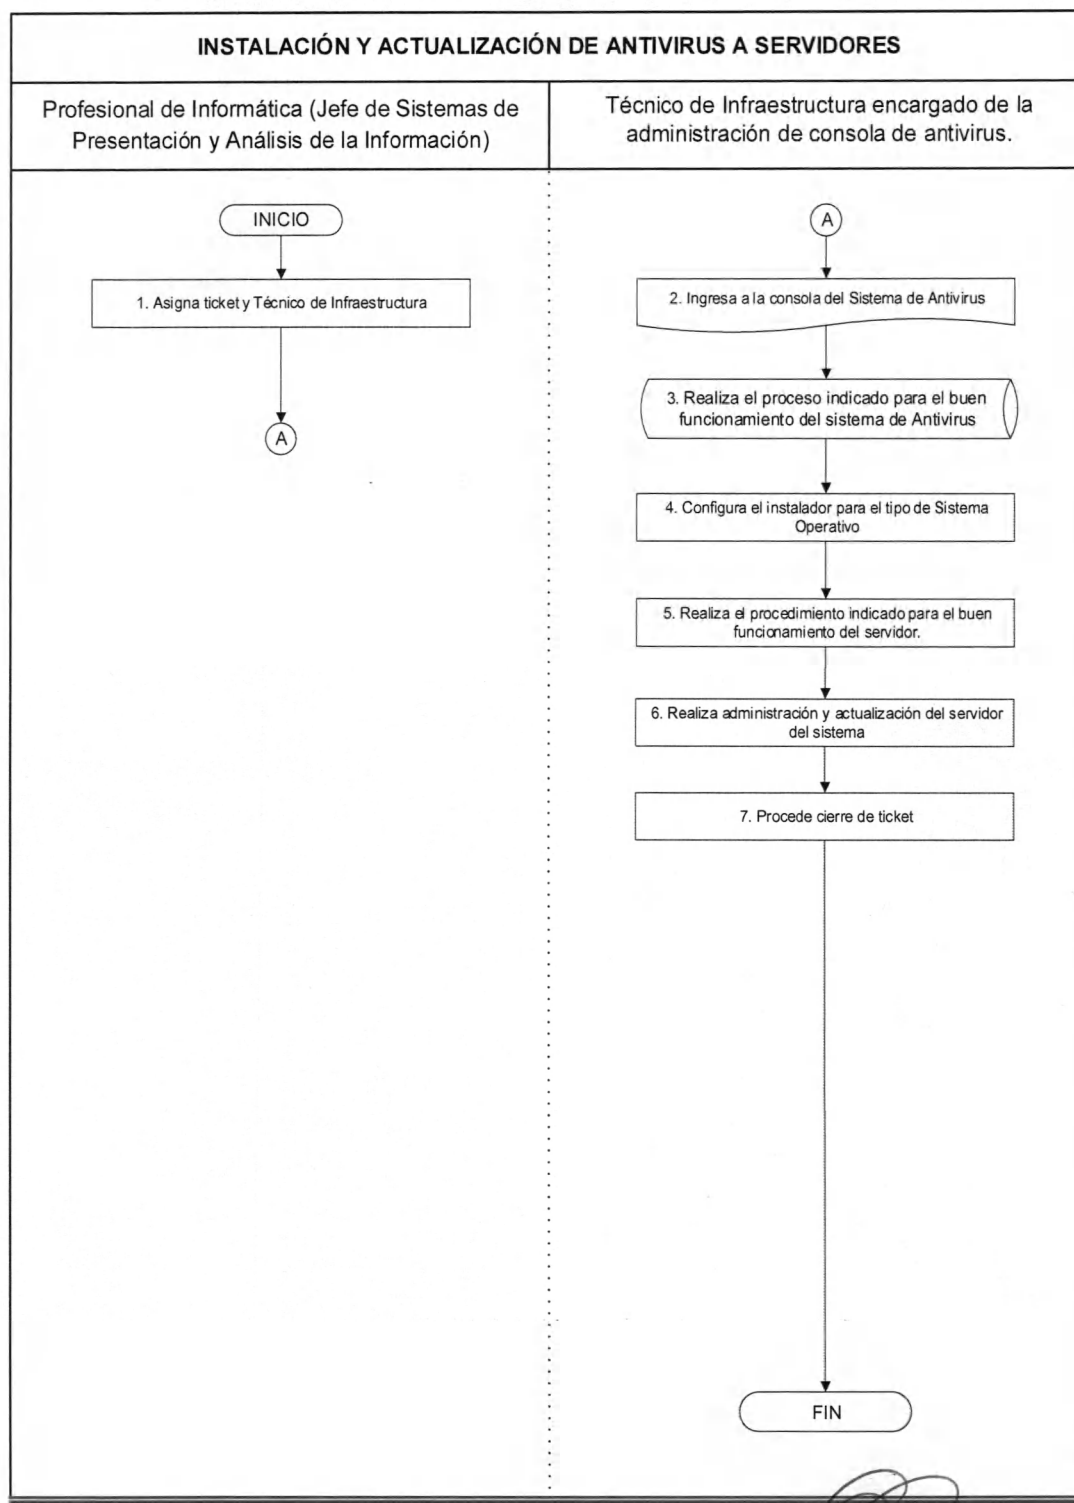 INSTALACIÓN Y ACTUALIZACIÓN DE ANTIVIRUS A SERVIDORES
Profesional de Informática (Jefe de Sistemas de
Presentación y Análisis de la Información)
Técnico de Infraestructura encargado de la
administración de consola de antivirus.
INICIO
1. Asigna ticket y Técnico de Infraestructura
A
A
2. Ingresa a la consola del Sistema de Antivirus
3. Realiza el proceso indicado para el buen
funcionamiento del sistema de Antivirus
4. Configura el instalador para el tipo de Sistema
Operativo
5. Realiza el procedimiento indicado para el buen
funcionamiento del servidor.
6. Realiza administración y actualización del servidor
del sistema
7. Procede cierre de ticket
FIN